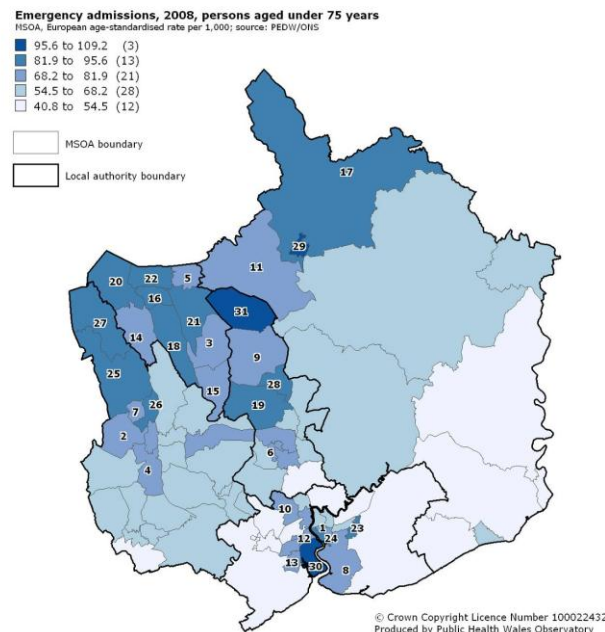 Emergency admissions, 2008, persons aged under 75 years
MSOA, European age-standardised rate per 1,000; source: PEDW/ONS
95.6 to 109.2 (3)
81.9 to 95.6 (13)
68.2 to 81.9 (21)
54.5 to 68.2 (28)
40.8 to 54.5 (12)
MSOA boundary
Local authority boundary
17
29
11
20
22
5
16
31
27
21
14
3
18
9
25
28
15
26
19
7
2
6
4
10
1
23
12
24
13
30
8
© Crown Copyright Licence Number 100022432
Produced by Public Health Wales Observatory